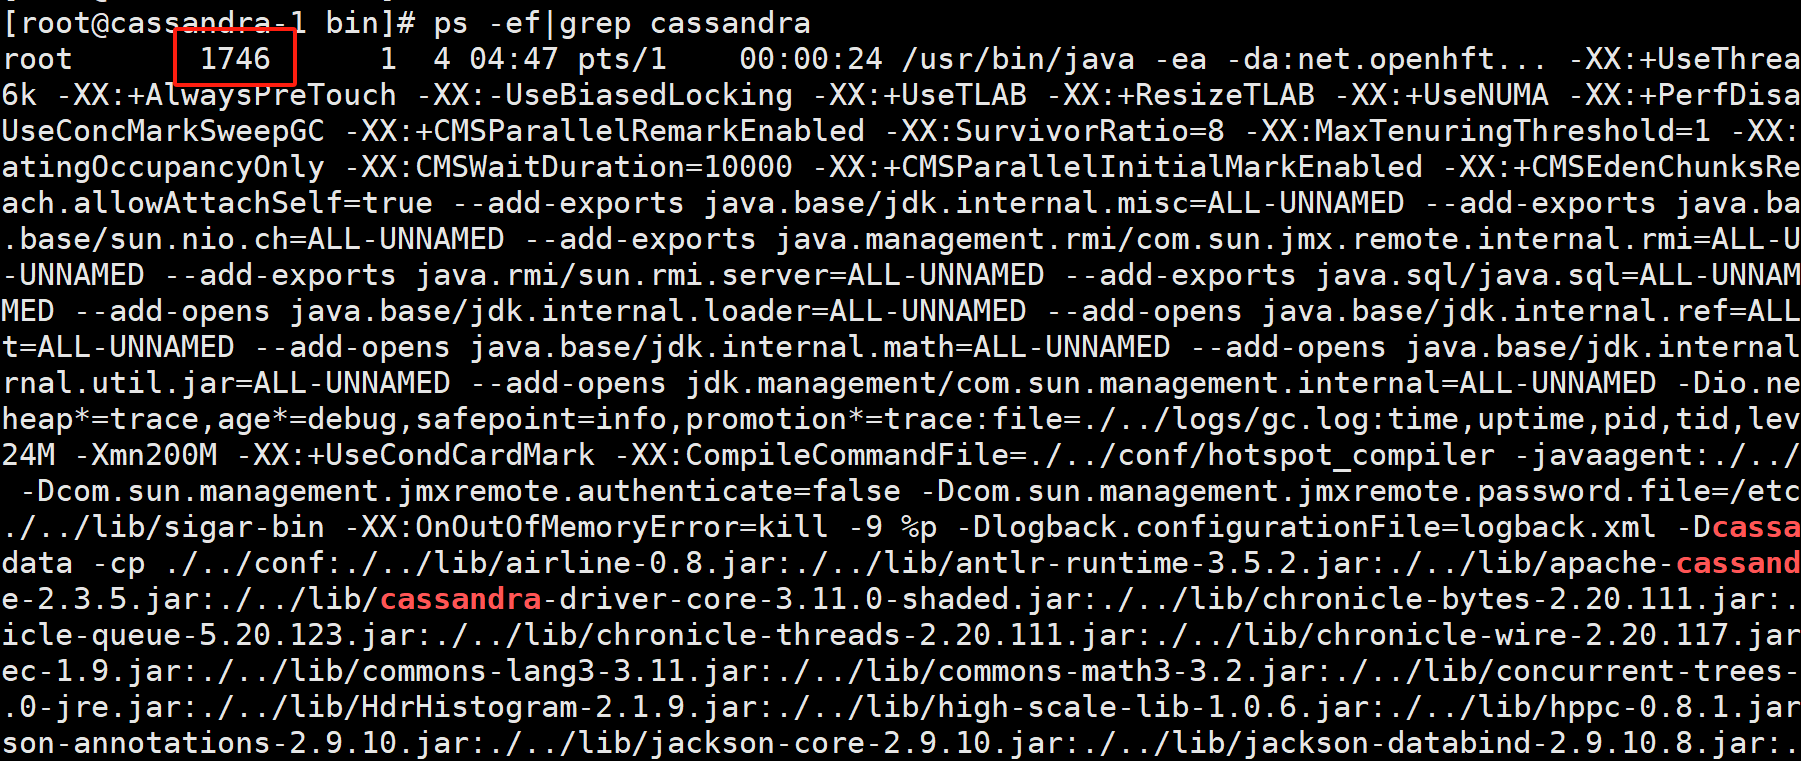 [root@cassandra-1 bin]# ps -ef|grep cassandra
root 1746 1 4 04:47 pts/1 00:00:24 /usr/bin/java -ea -da:net.openhft... -XX:+UseThrea
6k -XX:+AlwaysPreTouch -XX:-UseBiasedLocking -XX:+UseTLAB -XX:+ResizeTLAB -XX:+UseNUMA -XX:+PerfDisa
UseConcMarkSweepGC -XX:+CMSParallelRemarkEnabled -XX:SurvivorRatio=8 -XX:MaxTenuringThreshold=1 -XX:
atingOccupancyOnly -XX:CMSWaitDuration=10000 -XX:+CMSParallelInitialMarkEnabled -XX:+CMSEdenChunksRe
ach.allowAttachSelf=true --add-exports java.base/jdk.internal.misc=ALL-UNNAMED --add-exports java.ba
.base/sun.nio.ch=ALL-UNNAMED --add-exports java.management.rmi/com.sun.jmx.remote.internal.rmi=ALL-U
-UNNAMED --add-exports java.rmi/sun.rmi.server=ALL-UNNAMED --add-exports java.sql/java.sql=ALL-UNNAM
MED --add-opens java.base/jdk.internal.loader=ALL-UNNAMED --add-opens java.base/jdk.internal.ref=ALL
t=ALL-UNNAMED --add-opens java.base/jdk.internal.math=ALL-UNNAMED --add-opens java.base/jdk.internal
rnal.util.jar=ALL-UNNAMED --add-opens jdk.management/com.sun.management.internal=ALL-UNNAMED -Dio.ne
heap*=trace,age*=debug,safepoint=info,promotion*=trace:file=./../logs/gc.log:time,uptime,pid,tid,lev
24M -Xmn200M -XX:+UseCondCardMark -XX:CompileCommandFile=./../conf/hotspot_compiler -javaagent:./../
-Dcom.sun.management.jmxremote.authenticate=false -Dcom.sun.management.jmxremote.password.file=/etc
./../lib/sigar-bin -XX:OnOutOfMemoryError=kill -9 %p -Dlogback.configurationFile=logback.xml -Dcassa
data -cp ./../conf:./../lib/airline-0.8.jar:./../lib/antlr-runtime-3.5.2.jar:./../lib/apache-cassand
e-2.3.5.jar:./../lib/cassandra-driver-core-3.11.0-shaded.jar:./../lib/chronicle-bytes-2.20.111.jar:.
icle-queue-5.20.123.jar:./../lib/chronicle-threads-2.20.111.jar:./../lib/chronicle-wire-2.20.117.jar
ec-1.9.jar:./../lib/commons-lang3-3.11.jar:./../lib/commons-math3-3.2.jar:./../lib/concurrent-trees-
.0-jre.jar:./../lib/HdrHistogram-2.1.9.jar:./../lib/high-scale-lib-1.0.6.jar:./../lib/hppc-0.8.1.jar
son-annotations-2.9.10.jar:./../lib/jackson-core-2.9.10.jar:./../lib/jackson-databind-2.9.10.8.jar:.